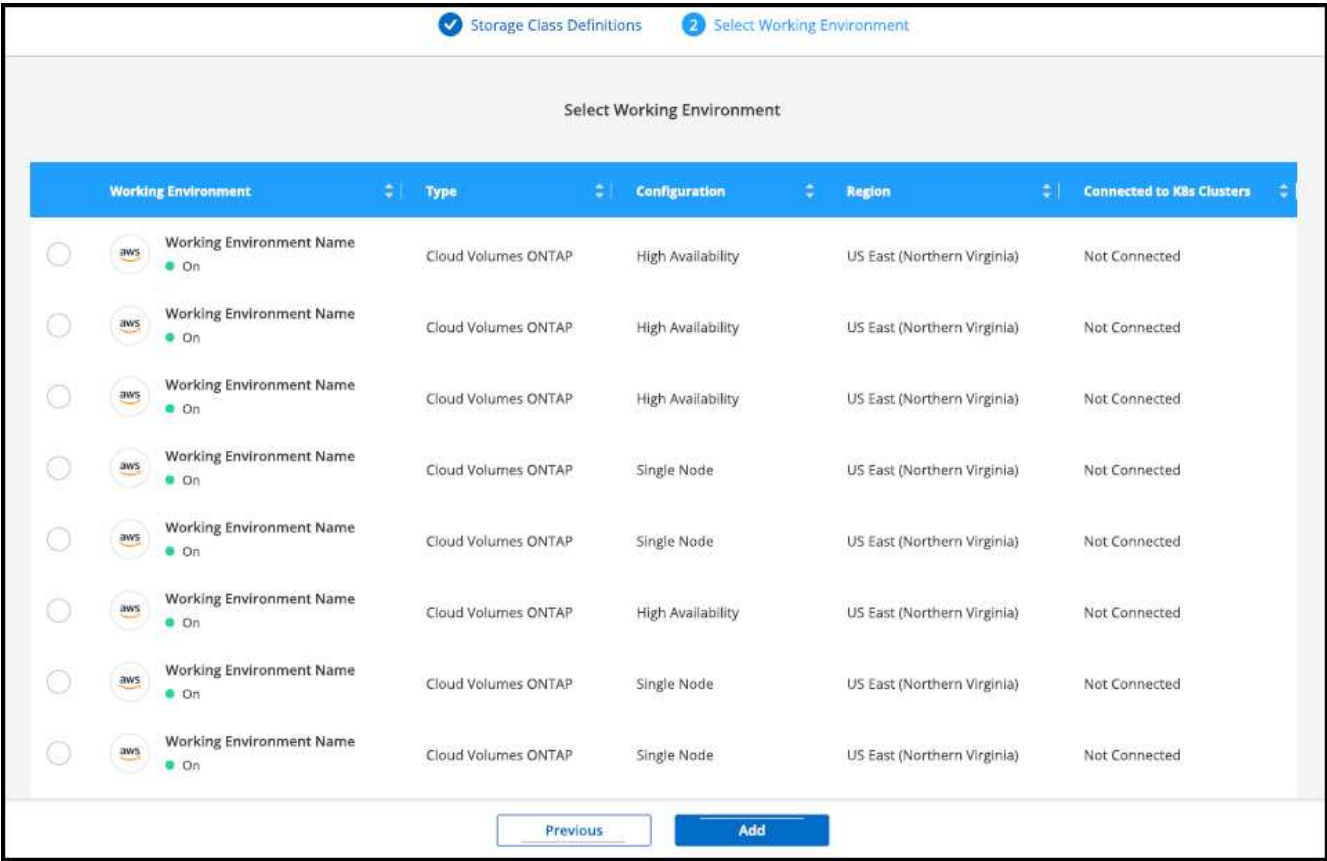 Storage Class Definitions 2 Select Working Environment
Select Working Environment
Working Environment Type Configuration Region Connected to K8s Clusters
aws Working Environment Name
On Cloud Volumes ONTAP High Availability US East (Northern Virginia) Not Connected
aws Working Environment Name
On Cloud Volumes ONTAP High Availability US East (Northern Virginia) Not Connected
aws Working Environment Name
On Cloud Volumes ONTAP High Availability US East (Northern Virginia) Not Connected
aws Working Environment Name
On Cloud Volumes ONTAP Single Node US East (Northern Virginia) Not Connected
aws Working Environment Name
On Cloud Volumes ONTAP Single Node US East (Northern Virginia) Not Connected
aws Working Environment Name
On Cloud Volumes ONTAP High Availability US East (Northern Virginia) Not Connected
aws Working Environment Name
On Cloud Volumes ONTAP Single Node US East (Northern Virginia) Not Connected
aws Working Environment Name
On Cloud Volumes ONTAP Single Node US East (Northern Virginia) Not Connected
Previous Add